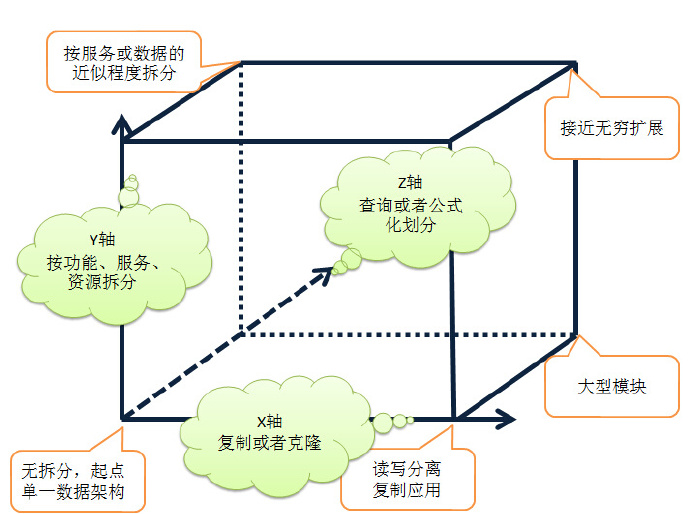 按服务或数据的
近似程度拆分
接近无穷扩展
Z轴
查询或者公式
化划分
Y轴
按功能、服务、
资源拆分
大型模块
X轴
复制或者克隆
无拆分，起点
单一数据架构
读写分离
复制应用